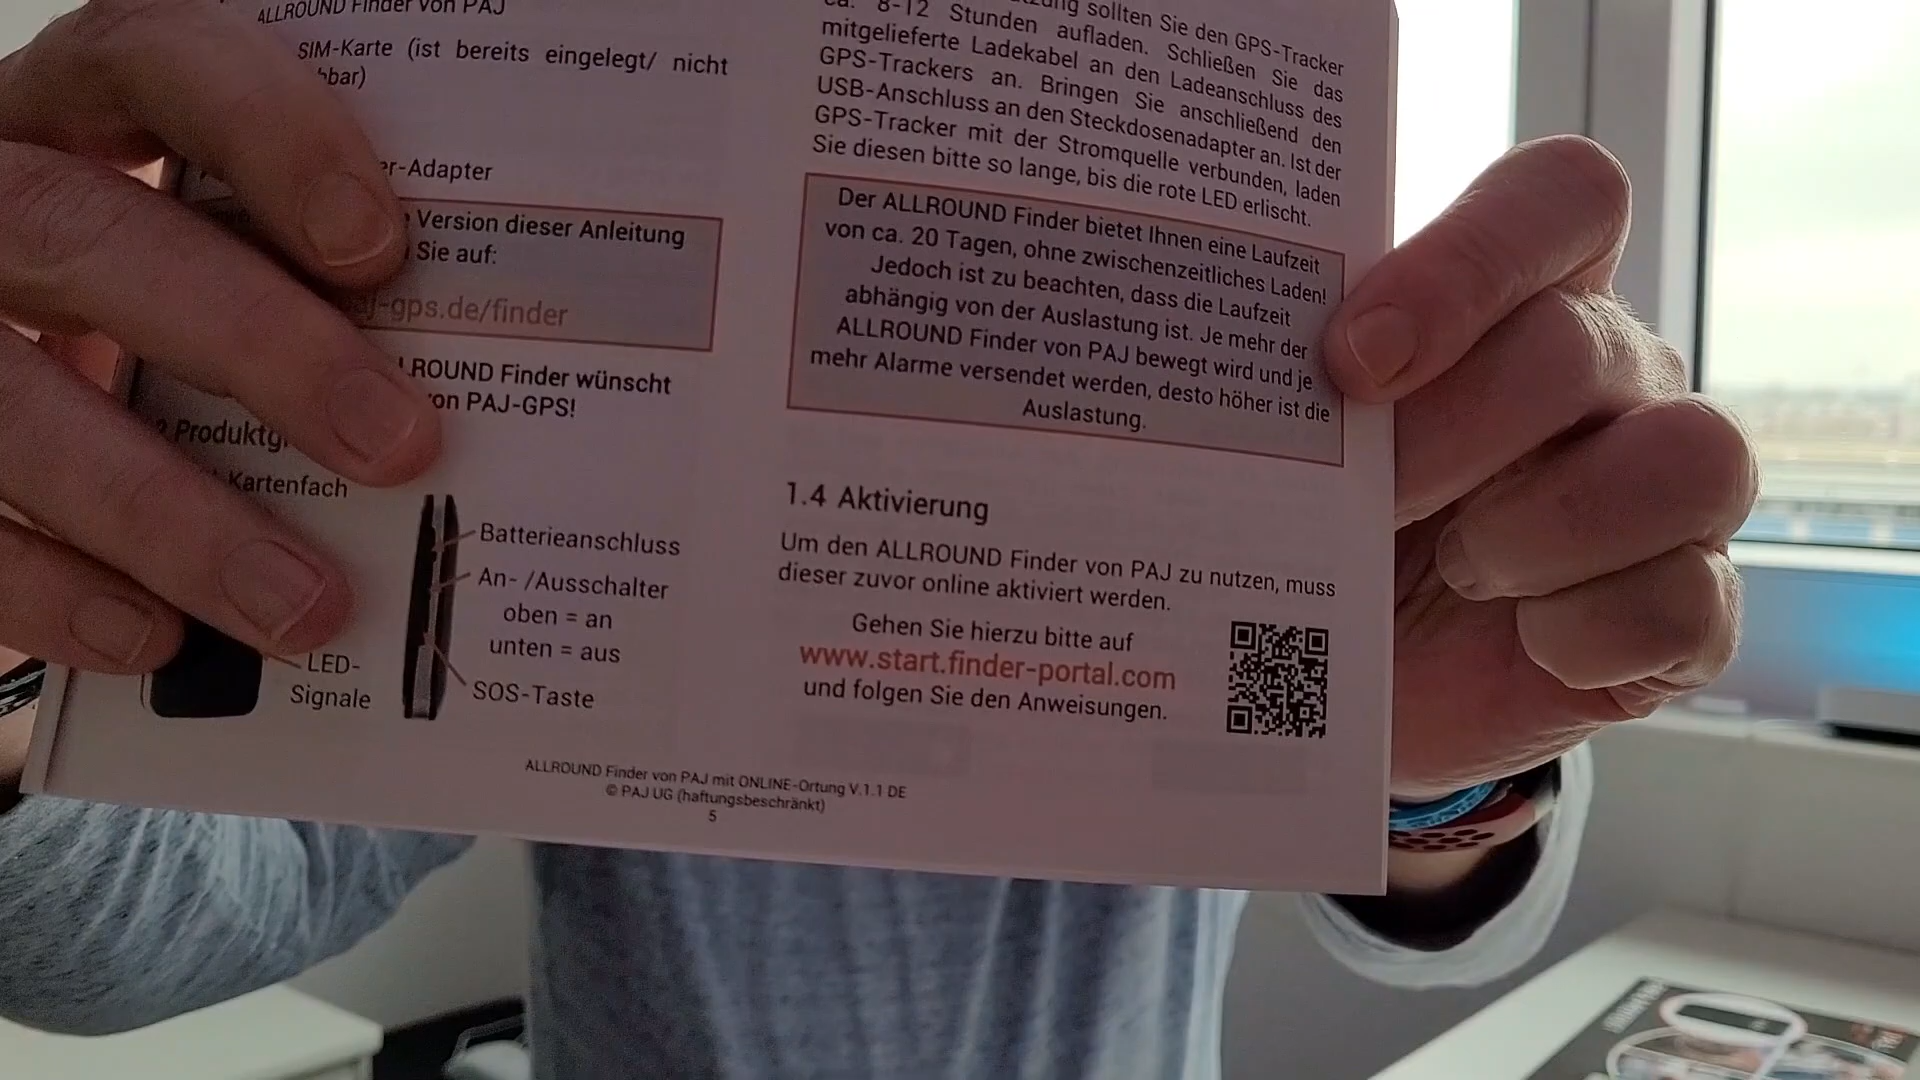 ALLROUND Finder von PAJ
SIM-Karte (ist bereits eingelegt/ nicht
Version dieser Anleitung
Sie auf:
-gps.de/finder
Finder wünscht
PAJ-GPS!
Kartenfach
Batterieanschluss
An- /Ausschalter
oben = an
unten = aus
LED-
Signale
SOS-Taste
sollten Sie den GPS-Tracker
ca. 8-12 Stunden aufladen. Schließen Sie das
mitgelieferte Ladekabel an den Ladeanschluss des
GPS-Trackers an. Bringen Sie anschließend den
USB-Anschluss an den Steckdosenadapter an. Ist der
GPS-Tracker mit der Stromquelle verbunden, laden
Sie diesen bitte so lange, bis die rote LED erlischt.
Der ALLROUND Finder bietet Ihnen eine Laufzeit
von ca. 20 Tagen, ohne zwischenzeitliches Laden!
Jedoch ist zu beachten, dass die Laufzeit
abhängig von der Auslastung ist. Je mehr der
ALLROUND Finder von PAJ bewegt wird und je
mehr Alarme versendet werden, desto höher ist die
Auslastung.
1.4 Aktivierung
Um den ALLROUND Finder von PAJ zu nutzen, muss
dieser zuvor online aktiviert werden.
Gehen Sie hierzu bitte auf
www.start.finder-portal.com
und folgen Sie den Anweisungen.
ALLROUND Finder von PAJ mit ONLINE-Ortung V.1.1 DE
© PAJ UG (haftungsbeschränkt)
5